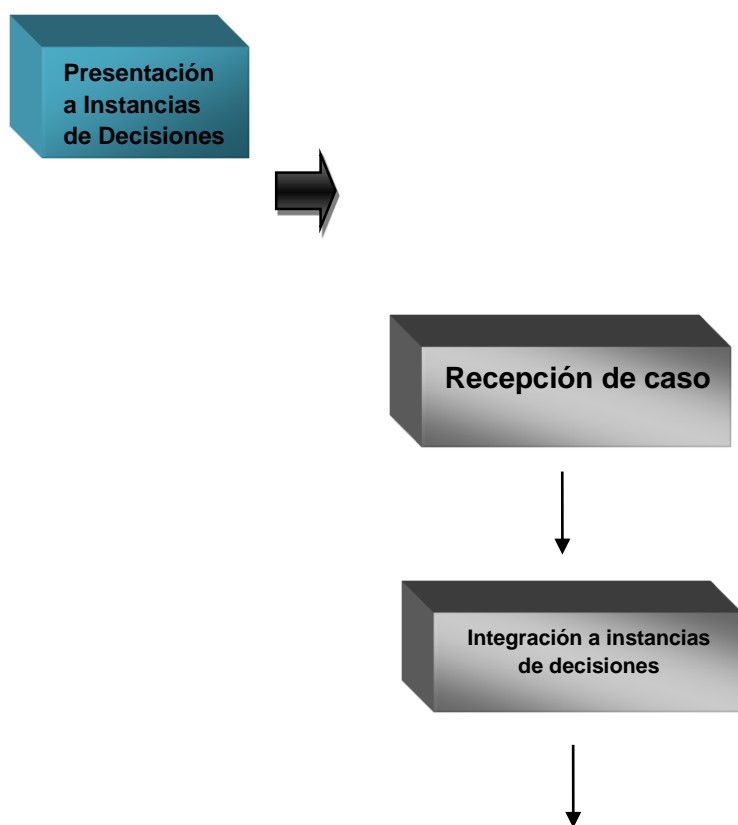 Presentación
a Instancias
de Decisiones
Recepción de caso
Integración a instancias
de decisiones